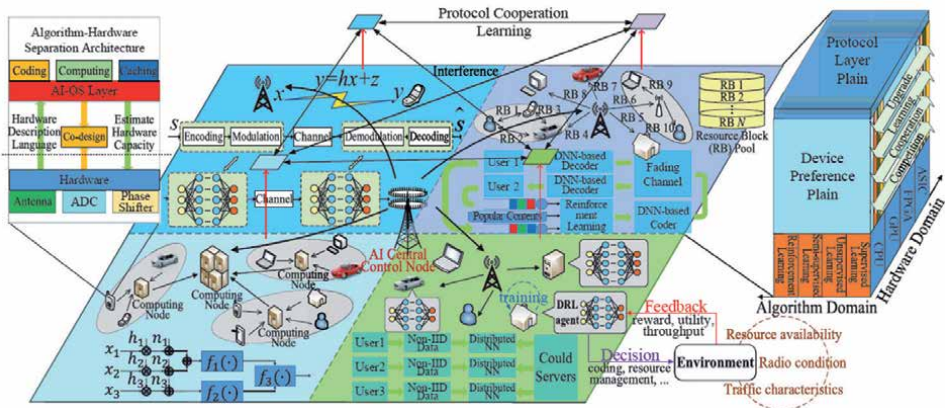 Algorithm-Hardware
Separation Architecture
Coding
Computing
Caching
AI-OS Layer
Hardware
Description
Language
Co-design
Estimate
Hardware
Capacity
Hardware
Antenna
ADC
Phase
Shifter
Protocol Cooperation
Learning
Interference
y=hx+z
x
y
S
Encoding
Modulation
Channel
Demodulation
Decoding
Ŝ
Channel
RB 1
RB 2
RB 3
RB 4
RB 5
RB 6
RB 7
RB 8
RB 9
RB 10
RB 1
RB 2
⋮
RB N
Resource Block
(RB) Pool
User 1
DNN-based
Decoder
User 2
DNN-based
Decoder
Fading
Channel
Popular Contents
Reinforce
ment
Learning
DNN-based
Coder
AI Central
Control Node
Computing
Node
Computing
Node
Computing
Node
Computing
Node
x₁
h₁
n₁
x₂
h₂
n₂
x₃
h₃
n₃
f₁(·)
f₂(·)
f₃(·)
training
DRL
agent
User1
Non-IID
Data
Distributed
NN
User2
Non-IID
Data
Distributed
NN
User3
Non-IID
Data
Distributed
NN
Could
Servers
Feedback
reward, utility,
throughput
Decision
coding, resource
management, ...
Environment
Resource availability
Radio condition
Traffic characteristics
Protocol
Layer
Plain
Device
Preference
Plain
Upgrade
Learning
Cooperation
Competition
Reinforcement
Learning
Semi-supervised
Learning
Unsupervised
Learning
Supervised
Learning
CPU
GPU
FPGA
ASIC
Algorithm Domain
Hardware Domain